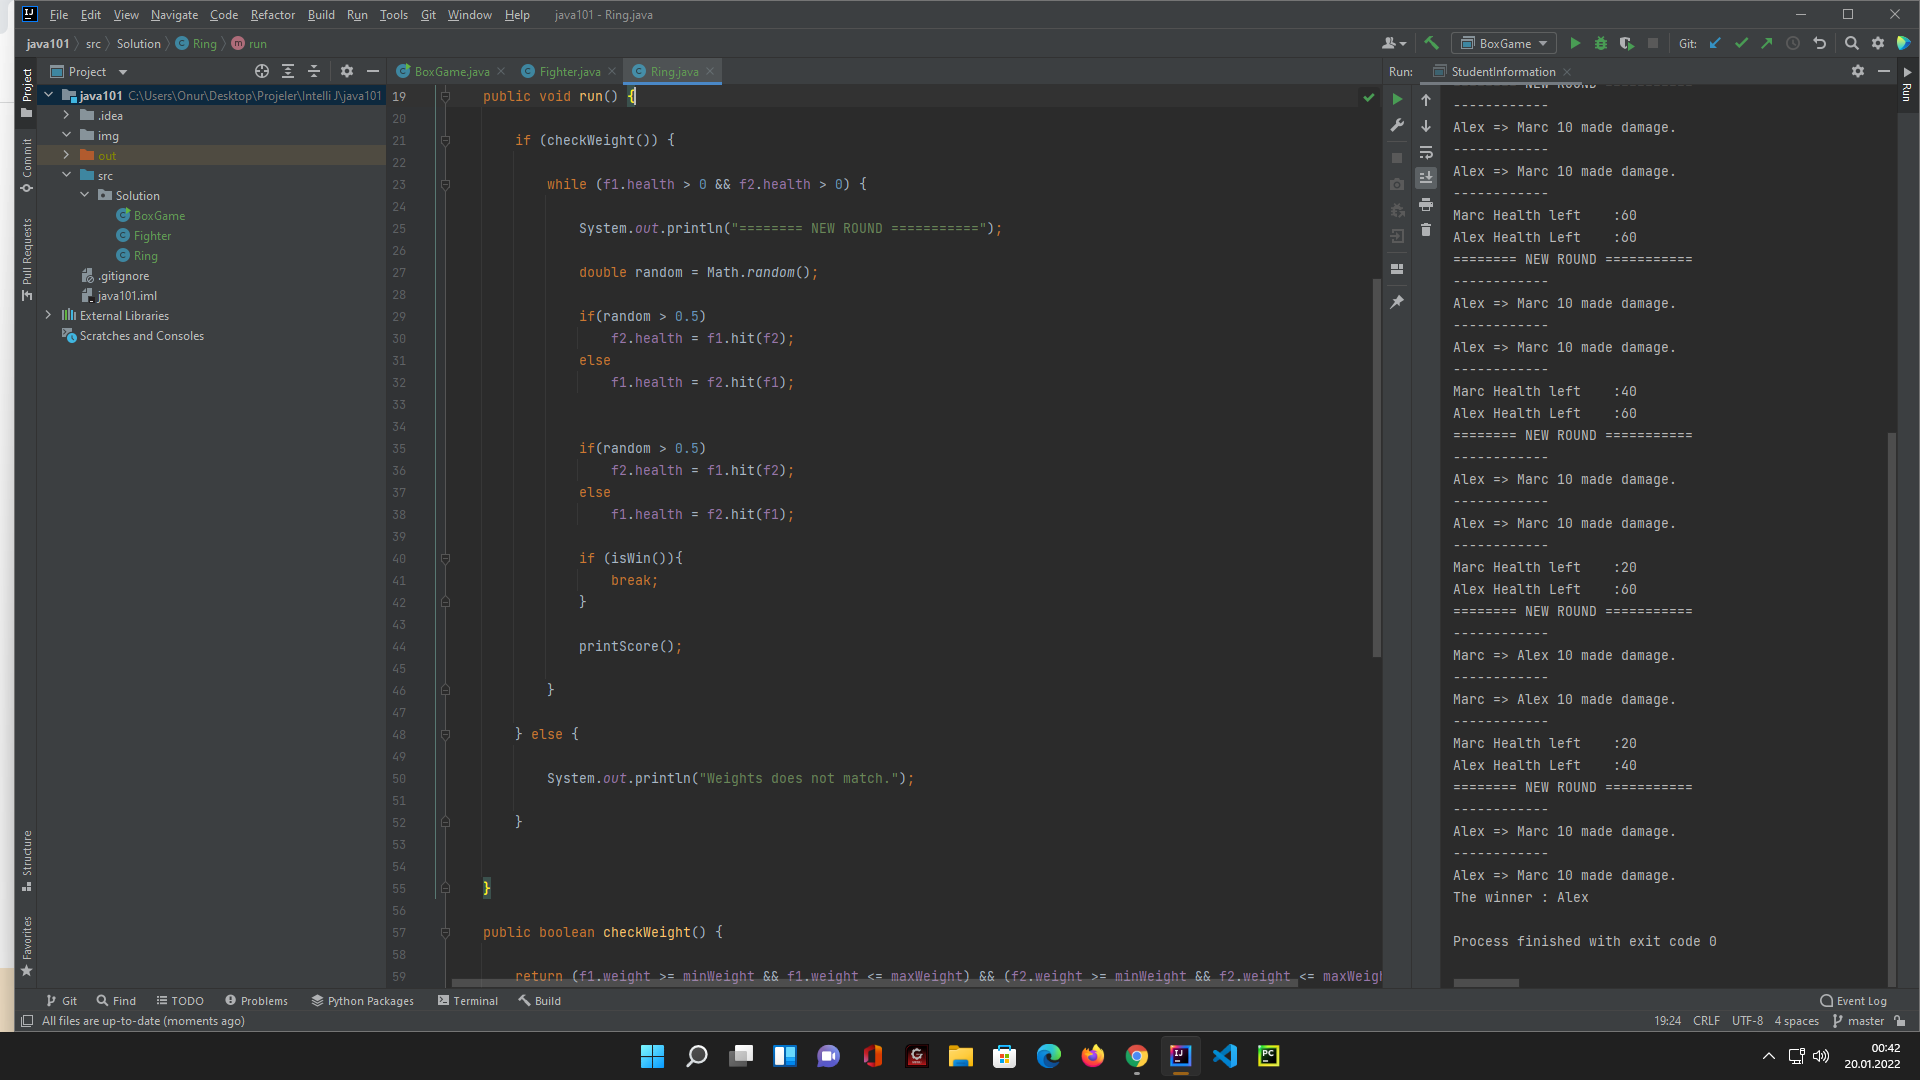 File Edit View Navigate Code Refactor Build Run Tools Git Window Help java101 - Ring.java
java101 src Solution Ring run
BoxGame Git:
Project
BoxGame.java Fighter.java Ring.java
Run: StudentInformation
Project
Commit
Pull Requests
Structure
Favorites
Run
java101 C:\Users\Onur\Desktop\Projeler\Intelli J\java101
.idea
img
out
src
Solution
BoxGame
Fighter
Ring
.gitignore
java101.iml
External Libraries
Scratches and Consoles
19 public void run() {
20
21 if (checkWeight()) {
22
23 while (f1.health > 0 && f2.health > 0) {
24
25 System.out.println("======== NEW ROUND ===========");
26
27 double random = Math.random();
28
29 if(random > 0.5)
30 f2.health = f1.hit(f2);
31 else
32 f1.health = f2.hit(f1);
33
34
35 if(random > 0.5)
36 f2.health = f1.hit(f2);
37 else
38 f1.health = f2.hit(f1);
39
40 if (isWin()){
41 break;
42 }
43
44 printScore();
45
46 }
47
48 } else {
49
50 System.out.println("Weights does not match.");
51
52 }
53
54
55 }
56
57 public boolean checkWeight() {
58
59 return (f1.weight >= minWeight && f1.weight <= maxWeight) && (f2.weight >= minWeight && f2.weight <= maxWeigh
======== NEW ROUND ===========
------------
Alex => Marc 10 made damage.
------------
Alex => Marc 10 made damage.
------------
Marc Health left :60
Alex Health Left :60
======== NEW ROUND ===========
------------
Alex => Marc 10 made damage.
------------
Alex => Marc 10 made damage.
------------
Marc Health left :40
Alex Health Left :60
======== NEW ROUND ===========
------------
Alex => Marc 10 made damage.
------------
Alex => Marc 10 made damage.
------------
Marc Health left :20
Alex Health Left :60
======== NEW ROUND ===========
------------
Marc => Alex 10 made damage.
------------
Marc => Alex 10 made damage.
------------
Marc Health left :20
Alex Health Left :40
======== NEW ROUND ===========
------------
Alex => Marc 10 made damage.
------------
Alex => Marc 10 made damage.
The winner : Alex
Process finished with exit code 0
Git Find TODO Problems Python Packages Terminal Build Event Log
All files are up-to-date (moments ago) 19:24 CRLF UTF-8 4 spaces master
00:42
20.01.2022